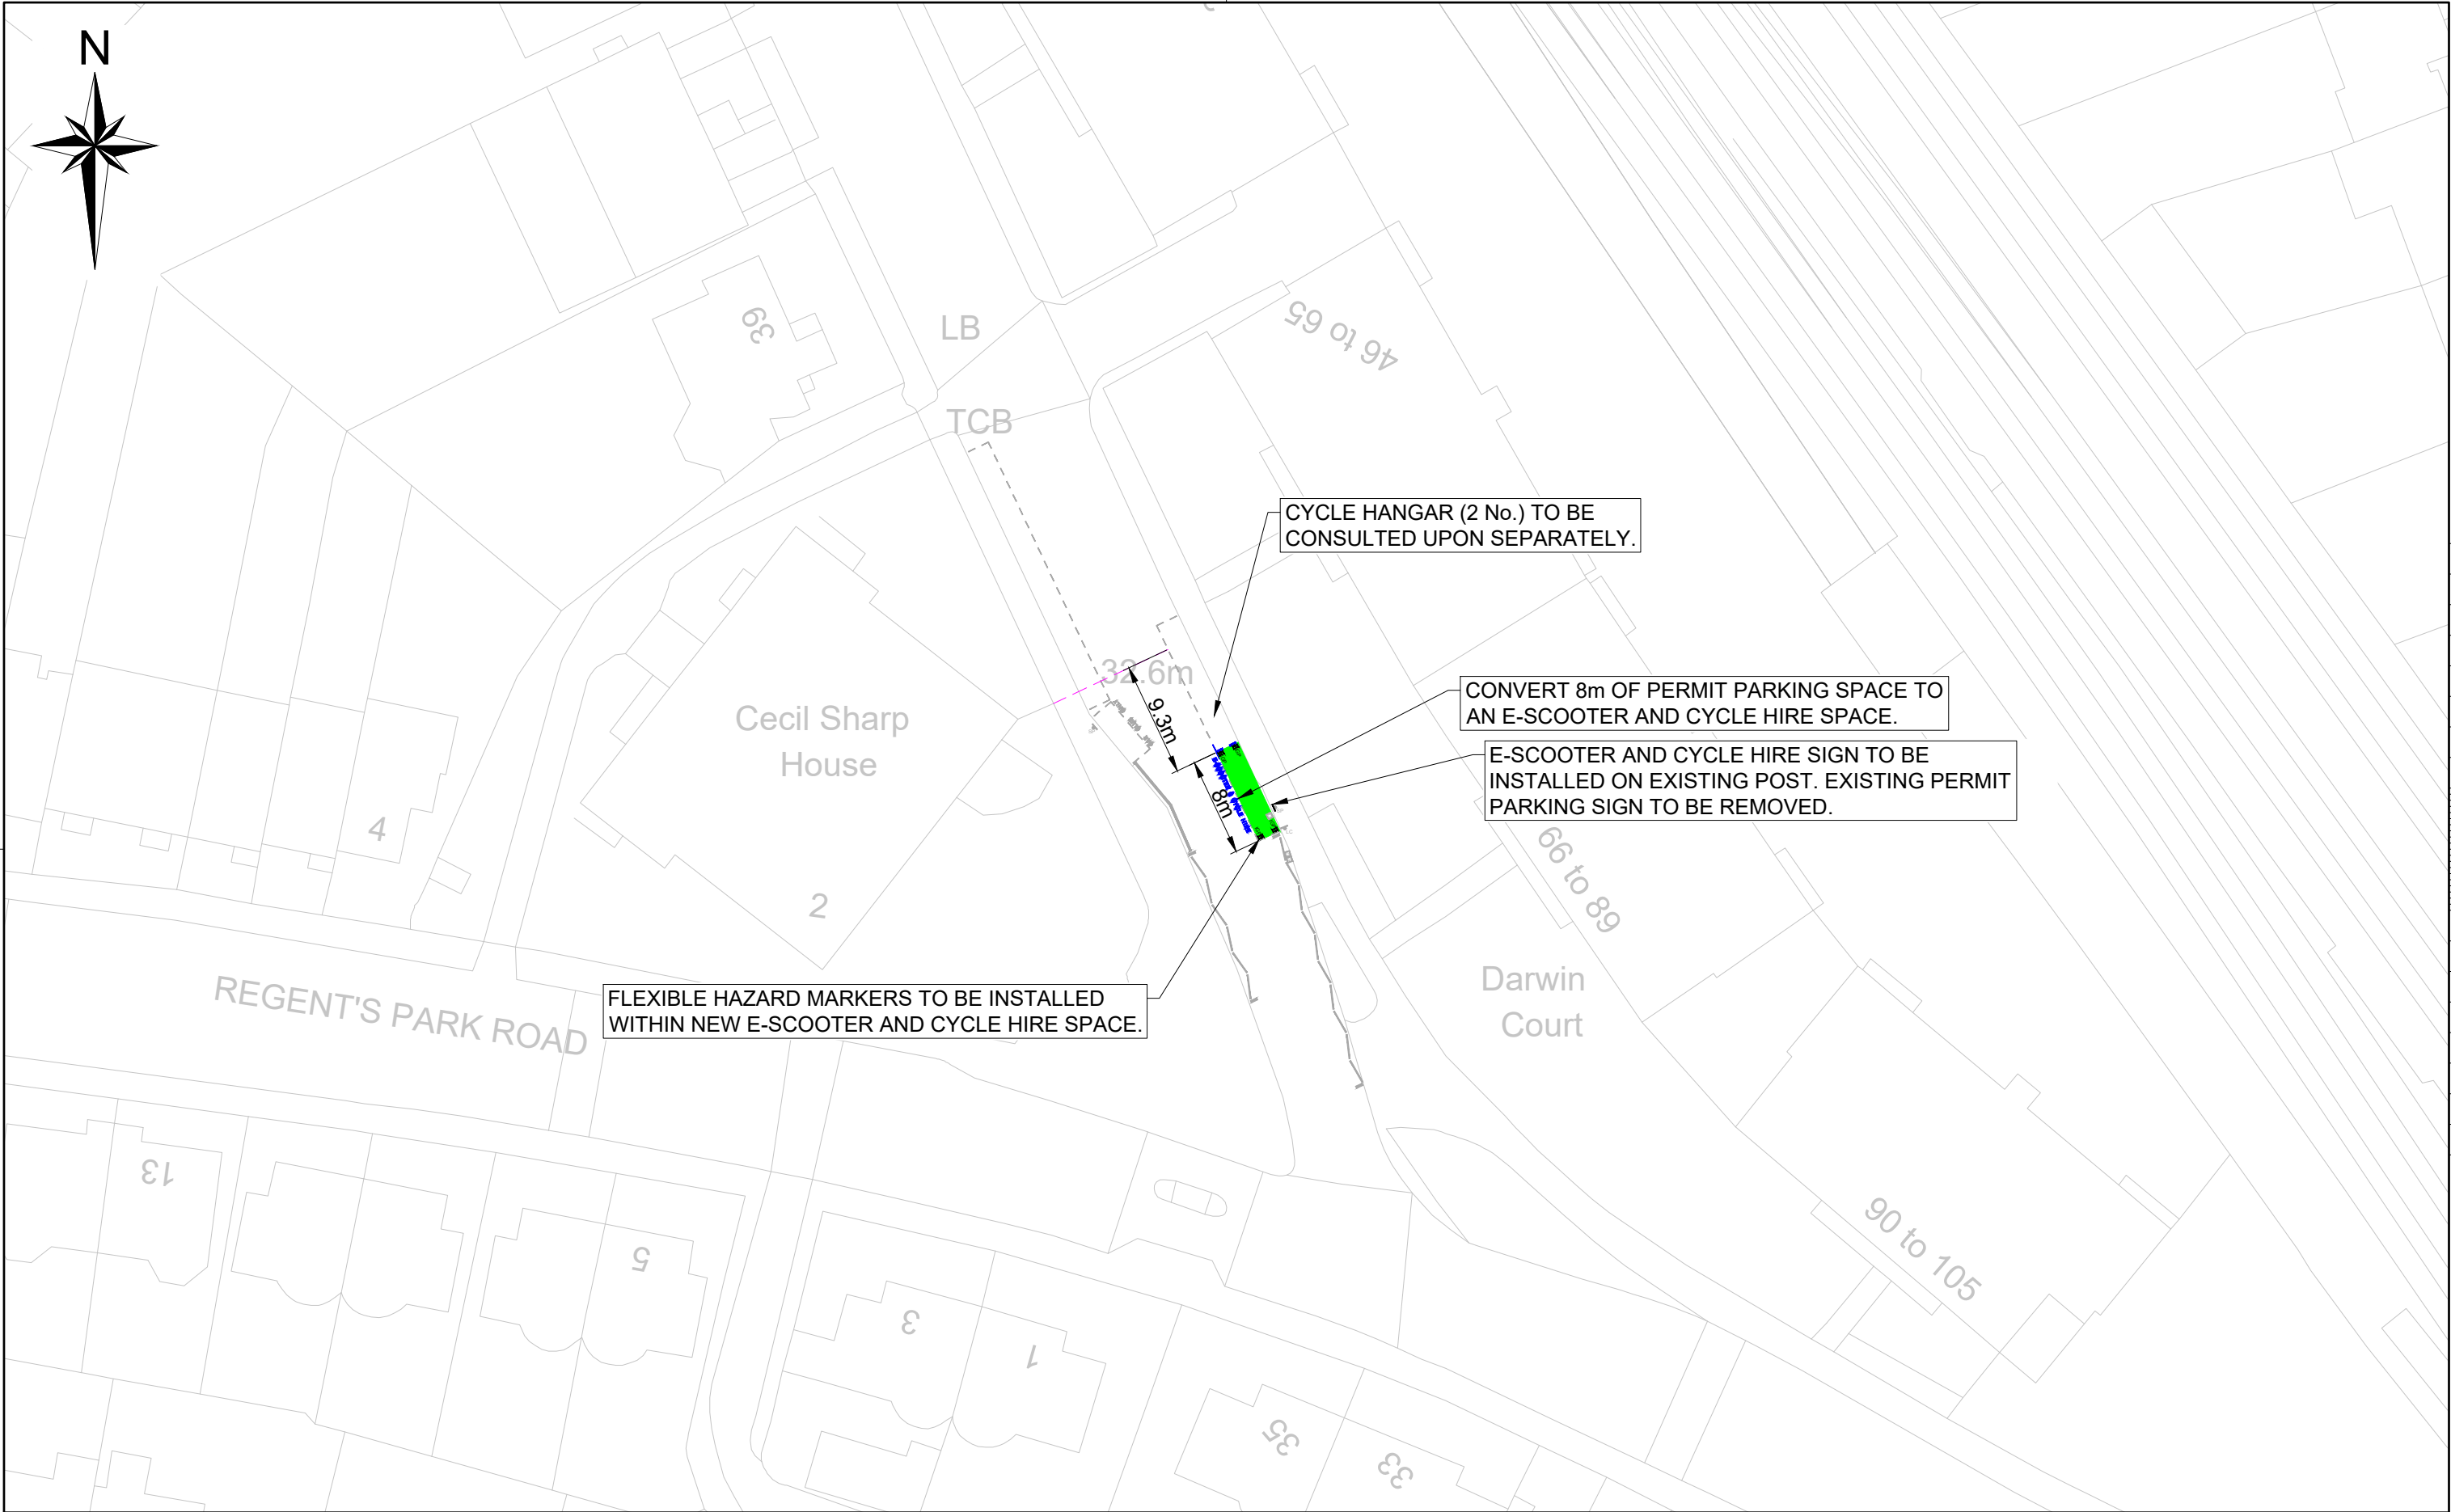 N
39
LB
46 to 65
TCB
CYCLE HANGAR (2 No.) TO BE
CONSULTED UPON SEPARATELY.
32.6m
9.3m
8m
CONVERT 8m OF PERMIT PARKING SPACE TO
AN E-SCOOTER AND CYCLE HIRE SPACE.
E-SCOOTER AND CYCLE HIRE SIGN TO BE
INSTALLED ON EXISTING POST. EXISTING PERMIT
PARKING SIGN TO BE REMOVED.
Cecil Sharp
House
4
2
66 to 89
Darwin
Court
REGENT'S PARK ROAD
FLEXIBLE HAZARD MARKERS TO BE INSTALLED
WITHIN NEW E-SCOOTER AND CYCLE HIRE SPACE.
13
5
3
1
90 to 105
35
33